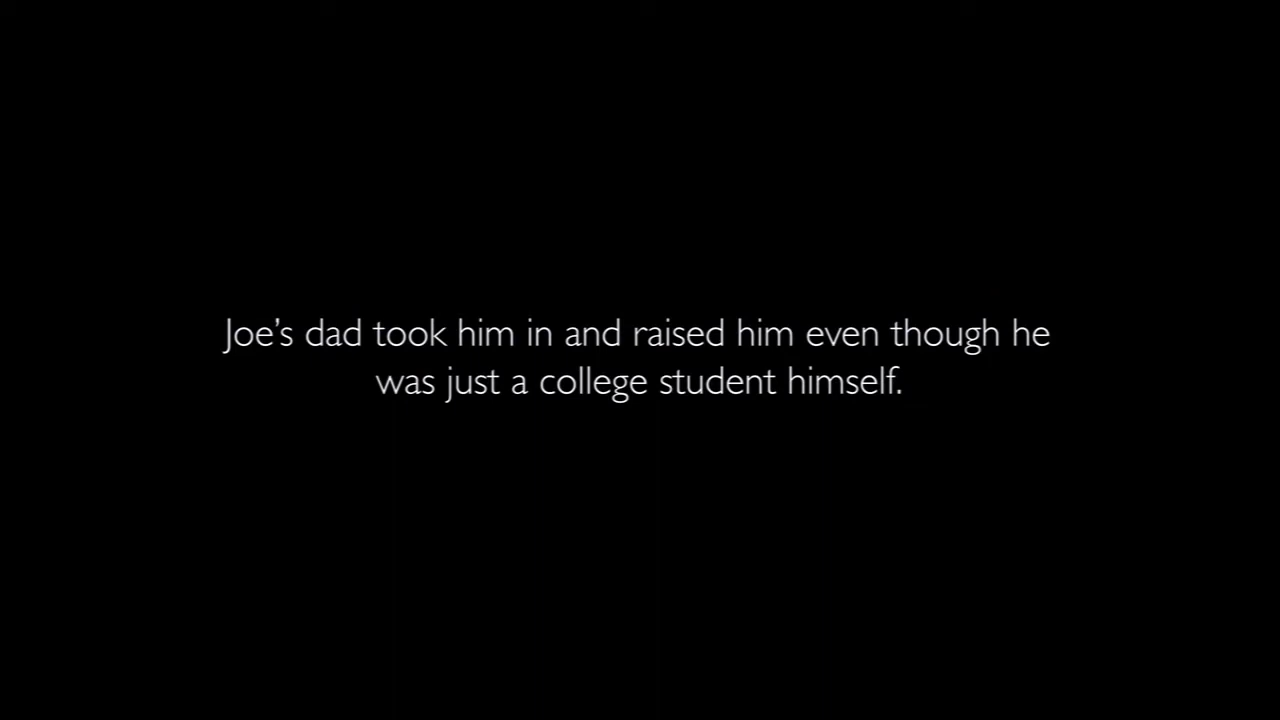 Joe’s dad took him in and raised him even though he
was just a college student himself.